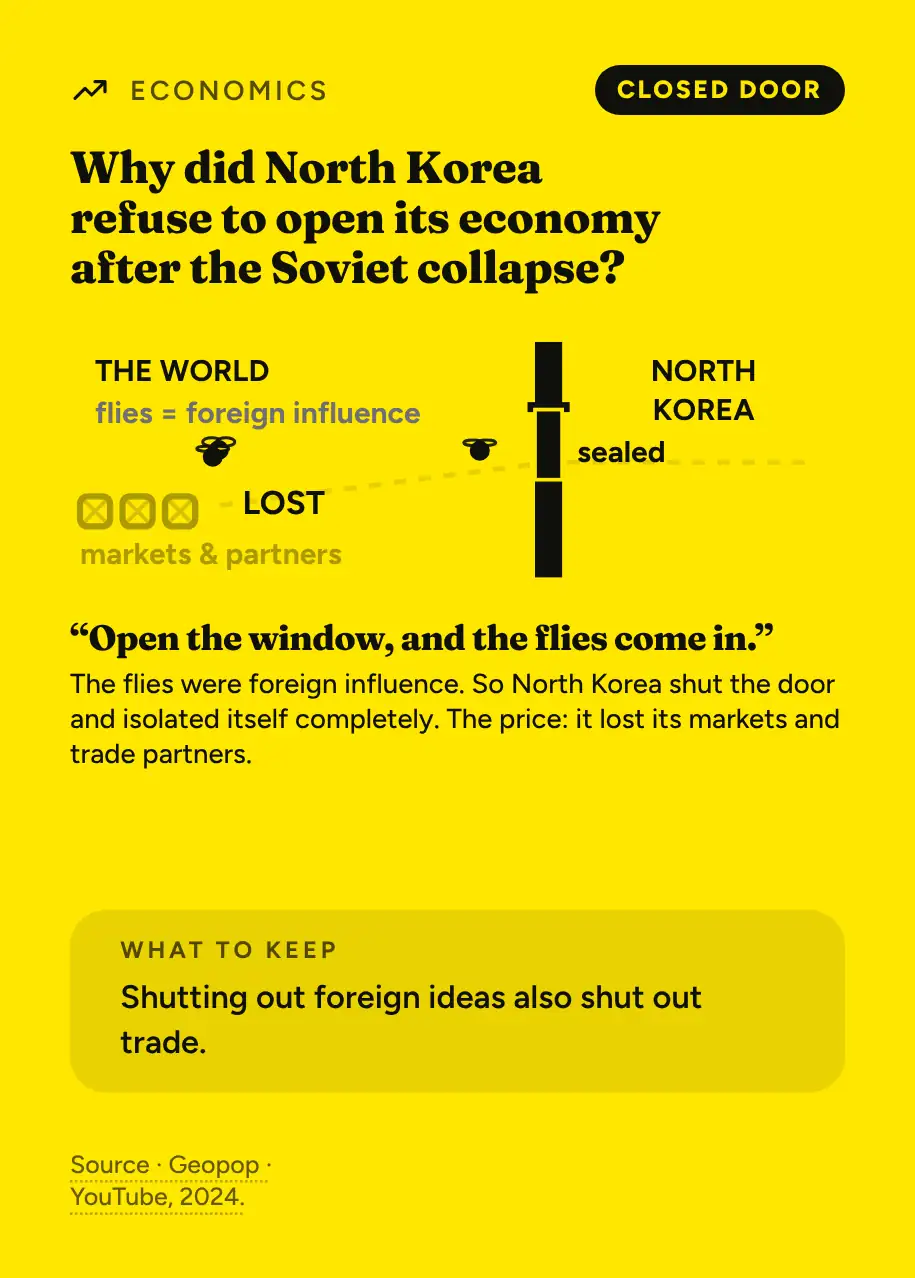 ECONOMICS
CLOSED DOOR
Why did North Korea
refuse to open its economy
after the Soviet collapse?
THE WORLD
flies = foreign influence
NORTH
KOREA
sealed
LOST
markets & partners
“Open the window, and the flies come in.”
The flies were foreign influence. So North Korea shut the door
and isolated itself completely. The price: it lost its markets and
trade partners.
WHAT TO KEEP
Shutting out foreign ideas also shut out
trade.
Source · Geopop ·
YouTube, 2024.